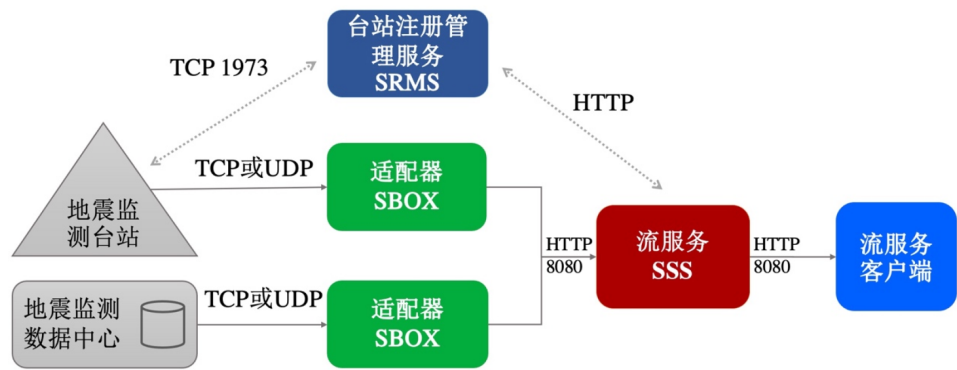 台站注册管
理服务
SRMS
TCP 1973
HTTP
TCP或UDP
适配器
SBOX
地震监
测台站
HTTP
8080
流服务
SSS
HTTP
8080
流服务
客户端
地震监测
数据中心
TCP或UDP
适配器
SBOX